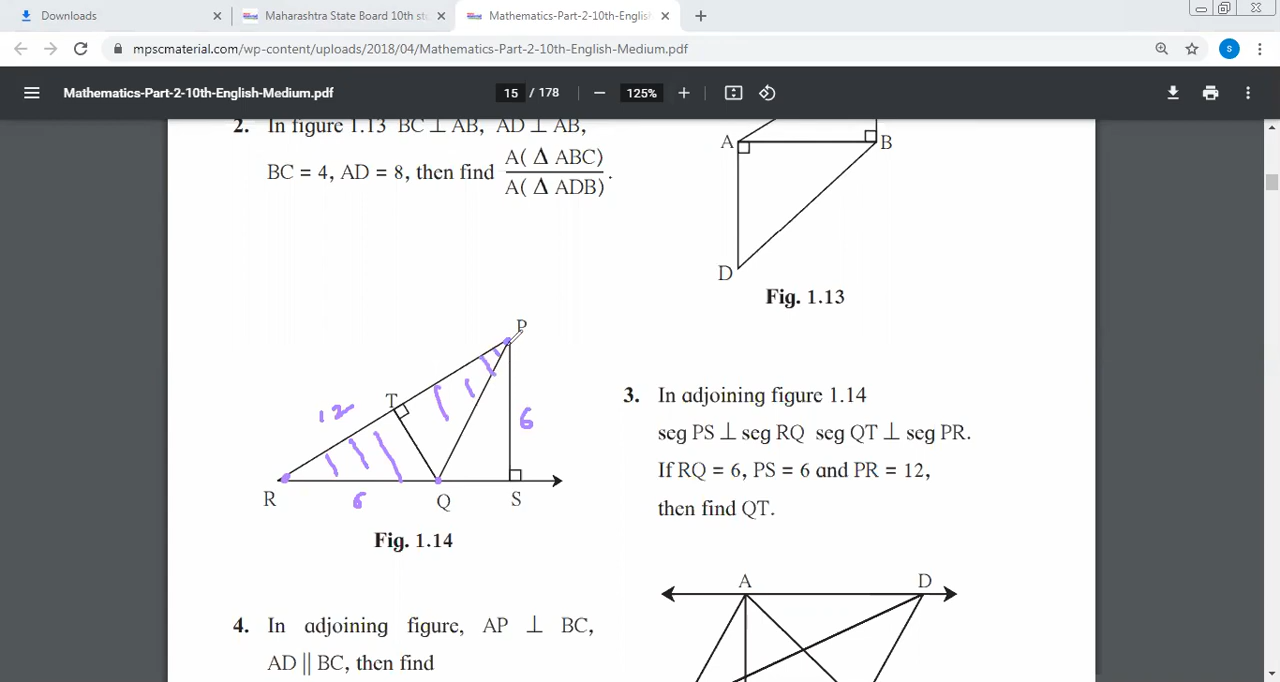 Downloads
Maharashtra State Board 10th st
Mathematics-Part-2-10th-Englis
mpscmaterial.com/wp-content/uploads/2018/04/Mathematics-Part-2-10th-English-Medium.pdf
S
Mathematics-Part-2-10th-English-Medium.pdf
15 / 178
125%
2. In figure 1.13 BC ⊥ AB, AD ⊥ AB,
BC = 4, AD = 8, then find A( Δ ABC)
A( Δ ADB) .
A
B
D
Fig. 1.13
P
T
12
6
R
6
Q
S
Fig. 1.14
3. In adjoining figure 1.14
seg PS ⊥ seg RQ seg QT ⊥ seg PR.
If RQ = 6, PS = 6 and PR = 12,
then find QT.
A
D
4. In adjoining figure, AP ⊥ BC,
AD || BC, then find